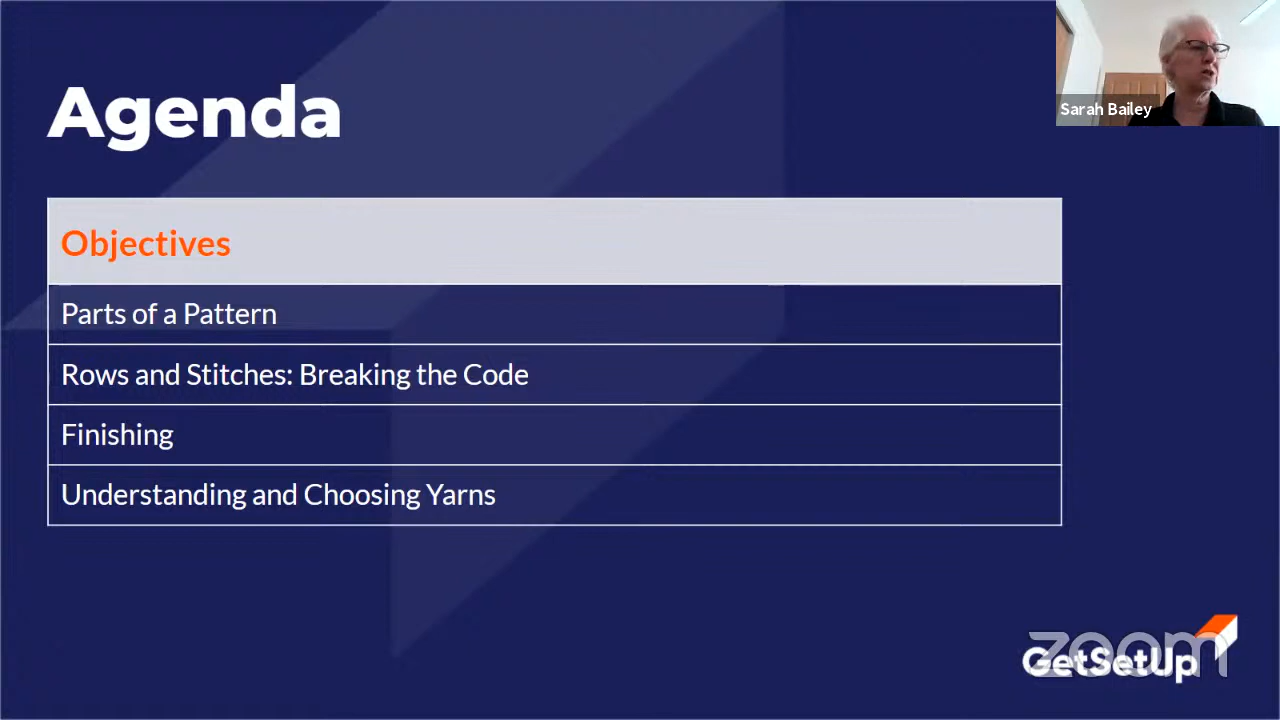 Agenda
Sarah Bailey
Objectives
Parts of a Pattern
Rows and Stitches: Breaking the Code
Finishing
Understanding and Choosing Yarns
zoom
GetSetUp